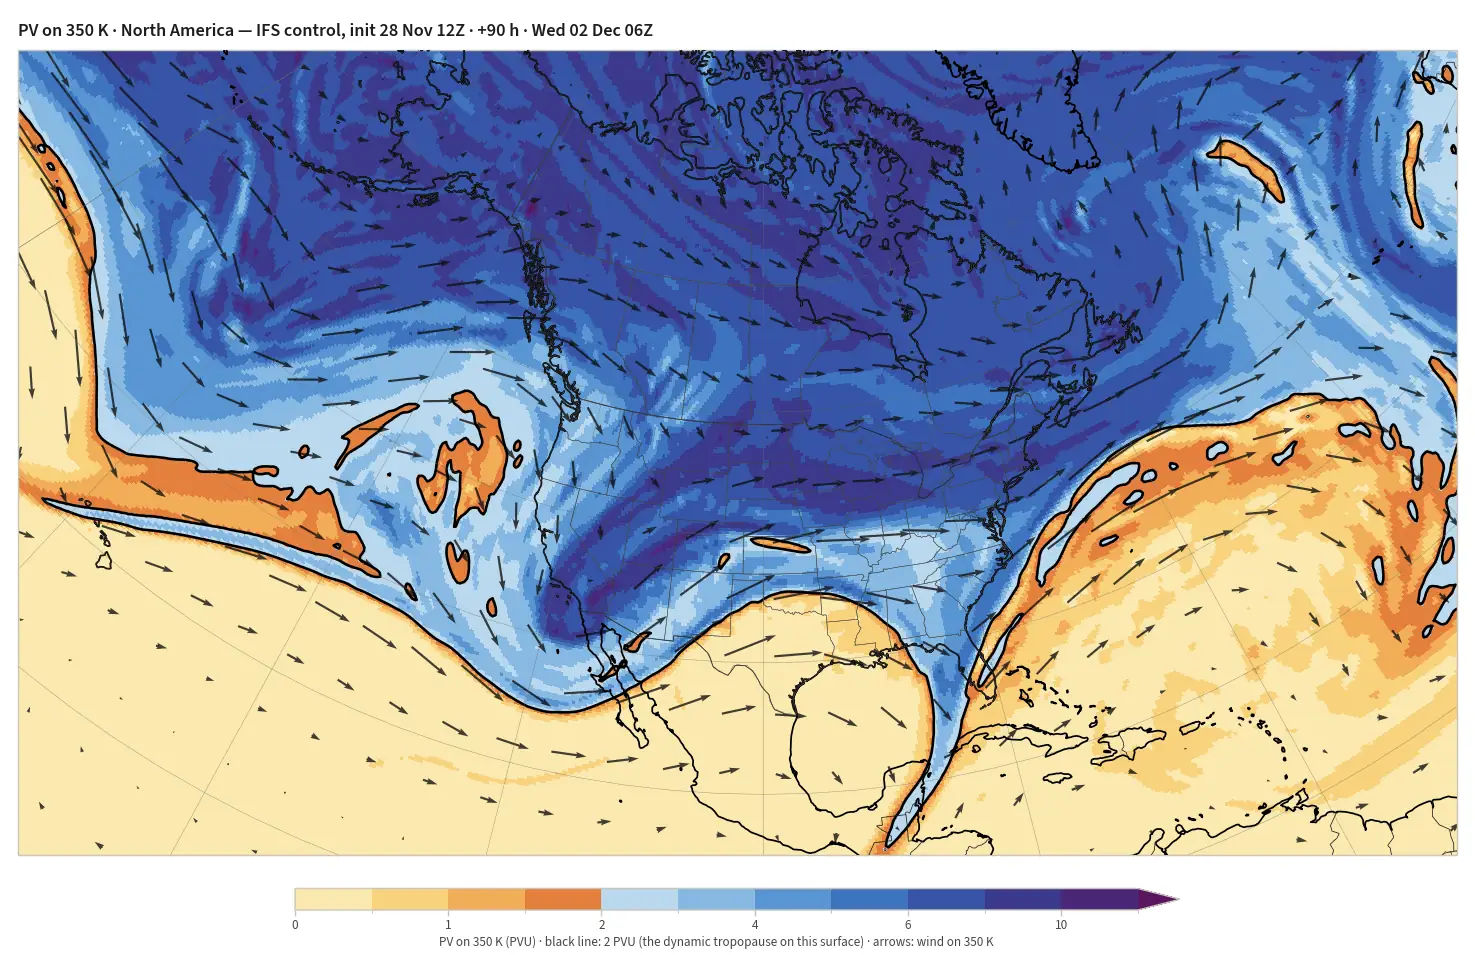 PV on 350 K · North America — IFS control, init 28 Nov 12Z · +90 h · Wed 02 Dec 06Z
0 1 2 4 6 10
PV on 350 K (PVU) · black line: 2 PVU (the dynamic tropopause on this surface) · arrows: wind on 350 K